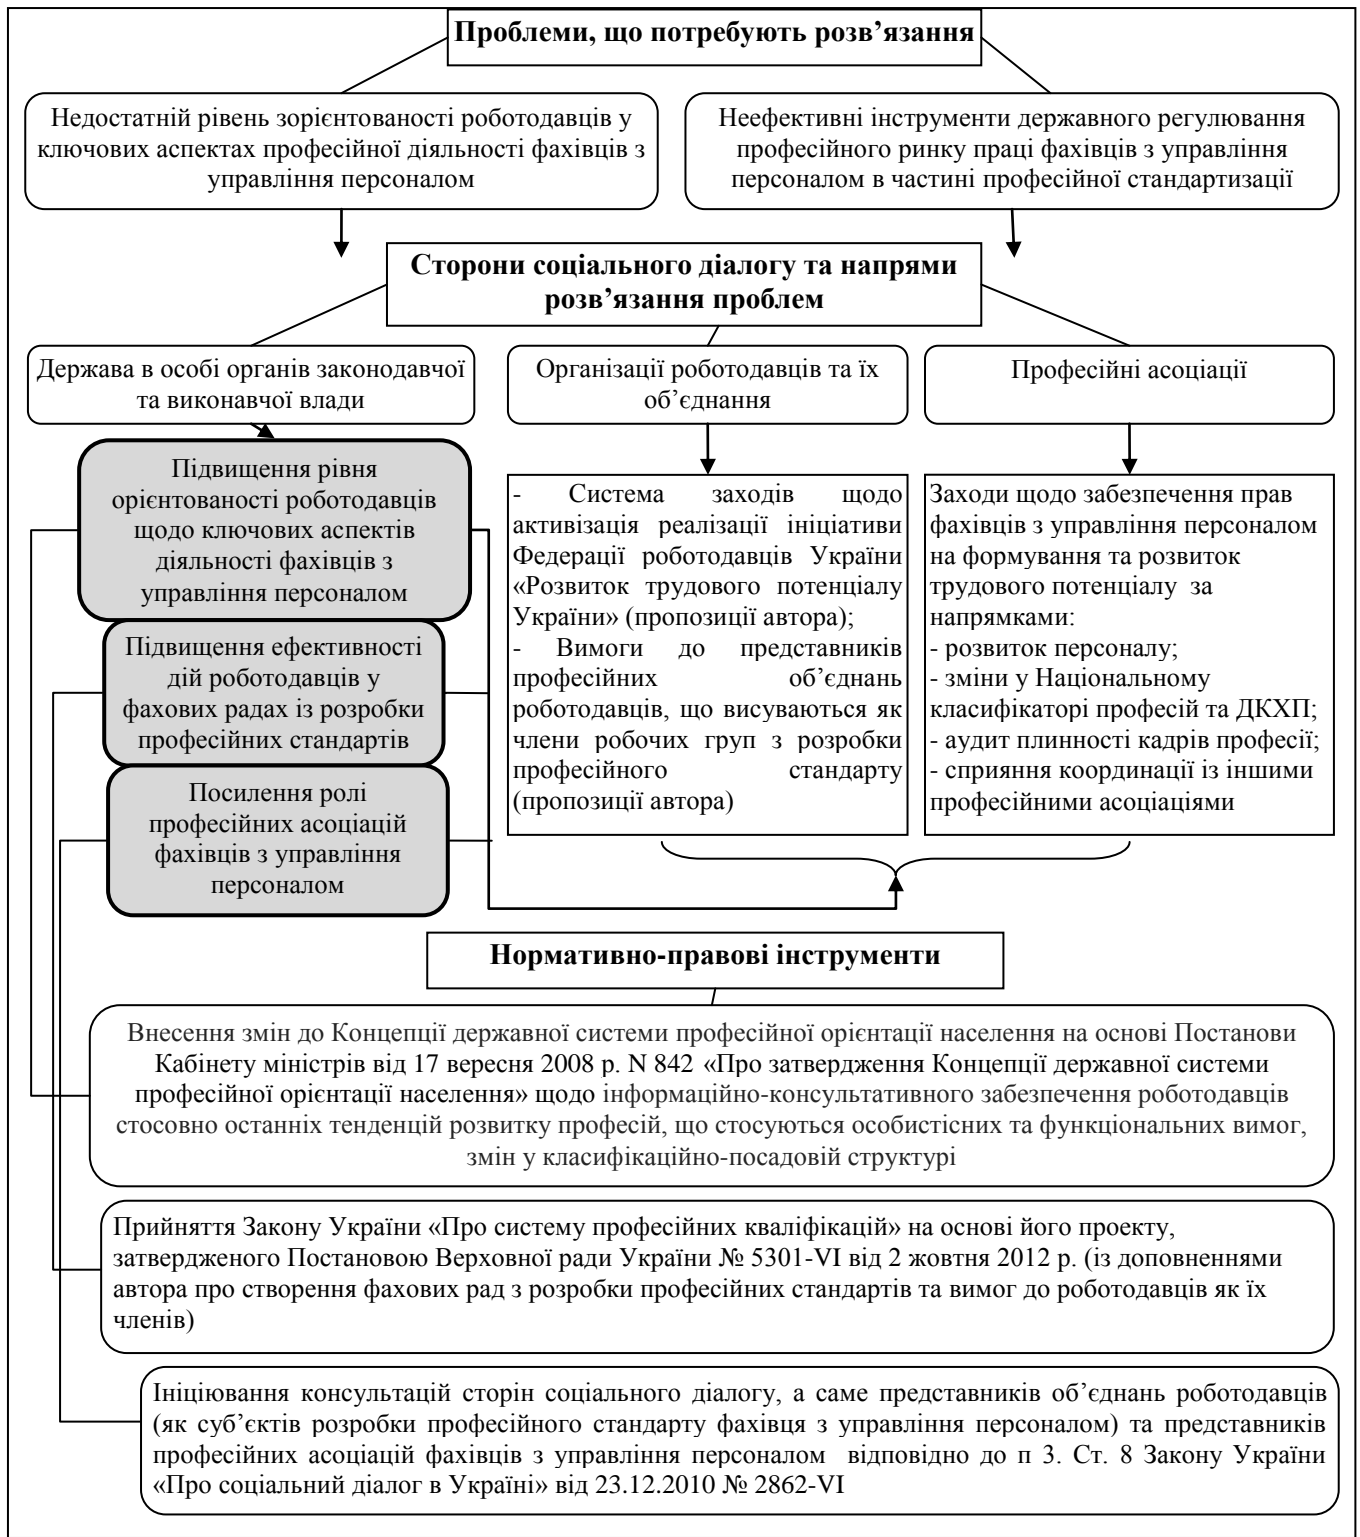 Проблеми, що потребують розв’язання
Недостатній рівень зорієнтованості роботодавців у
ключових аспектах професійної діяльності фахівців з
управління персоналом
Неефективні інструменти державного регулювання
професійного ринку праці фахівців з управління
персоналом в частині професійної стандартизації
Сторони соціального діалогу та напрями
розв’язання проблем
Держава в особі органів законодавчої
та виконавчої влади
Організації роботодавців та їх
об’єднання
Професійні асоціації
Підвищення рівня
орієнтованості роботодавців
щодо ключових аспектів
діяльності фахівців з
управління персоналом
Підвищення ефективності
дій роботодавців у
фахових радах із розробки
професійних стандартів
Посилення ролі
професійних асоціацій
фахівців з управління
персоналом
- Система заходів щодо
активізація реалізації ініціативи
Федерації роботодавців України
«Розвиток трудового потенціалу
України» (пропозиції автора);
- Вимоги до представників
професійних об’єднань
роботодавців, що висуваються як
члени робочих груп з розробки
професійного стандарту
(пропозиції автора)
Заходи щодо забезпечення прав
фахівців з управління персоналом
на формування та розвиток
трудового потенціалу за
напрямками:
- розвиток персоналу;
- зміни у Національному
класифікаторі професій та ДКХП;
- аудит плинності кадрів професії;
- сприяння координації із іншими
професійними асоціаціями
Нормативно-правові інструменти
Внесення змін до Концепції державної системи професійної орієнтації населення на основі Постанови
Кабінету міністрів від 17 вересня 2008 р. N 842 «Про затвердження Концепції державної системи
професійної орієнтації населення» щодо інформаційно-консультативного забезпечення роботодавців
стосовно останніх тенденцій розвитку професій, що стосуються особистісних та функціональних вимог,
змін у класифікаційно-посадовій структурі
Прийняття Закону України «Про систему професійних кваліфікацій» на основі його проекту,
затвердженого Постановою Верховної ради України № 5301-VI від 2 жовтня 2012 р. (із доповненнями
автора про створення фахових рад з розробки професійних стандартів та вимог до роботодавців як їх
членів)
Ініціювання консультацій сторін соціального діалогу, а саме представників об’єднань роботодавців
(як суб’єктів розробки професійного стандарту фахівця з управління персоналом) та представників
професійних асоціацій фахівців з управління персоналом відповідно до п 3. Ст. 8 Закону України
«Про соціальний діалог в Україні» від 23.12.2010 № 2862-VI